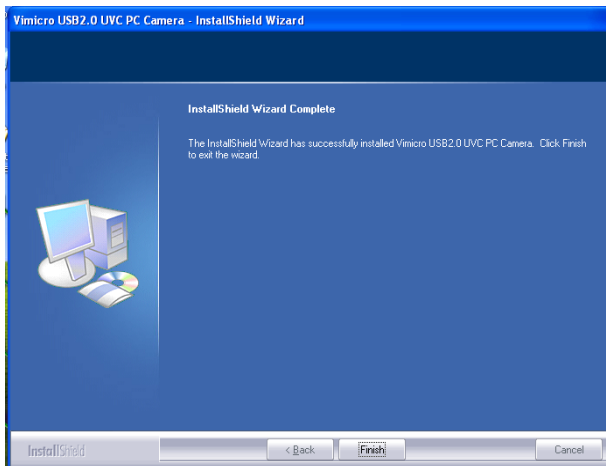 Vimicro USB2.0 UVC PC Camera - InstallShield Wizard
InstallShield Wizard Complete
The InstallShield Wizard has successfully installed Vimicro USB2.0 UVC PC Camera. Click Finish
to exit the wizard.
InstallShield
< Back
Finish
Cancel